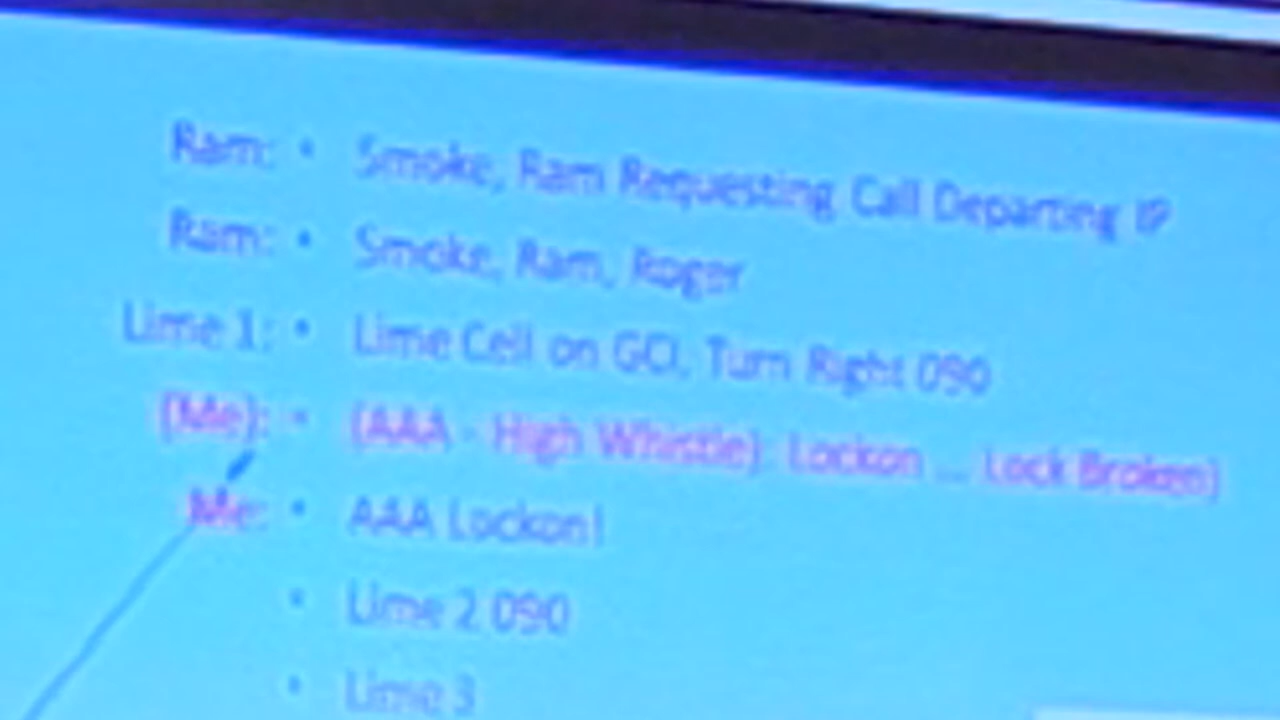 Ram: • Smoke, Ram Requesting Call Departing IP
Ram: • Smoke, Ram, Roger
Lime 1: • Lime Cell on GCI, Turn Right 090
(Me): • (AAA - High Whistle) Lockon ... Lock Broken)
Me: • AAA Lockon!
• Lime 2 090
• Lime 3